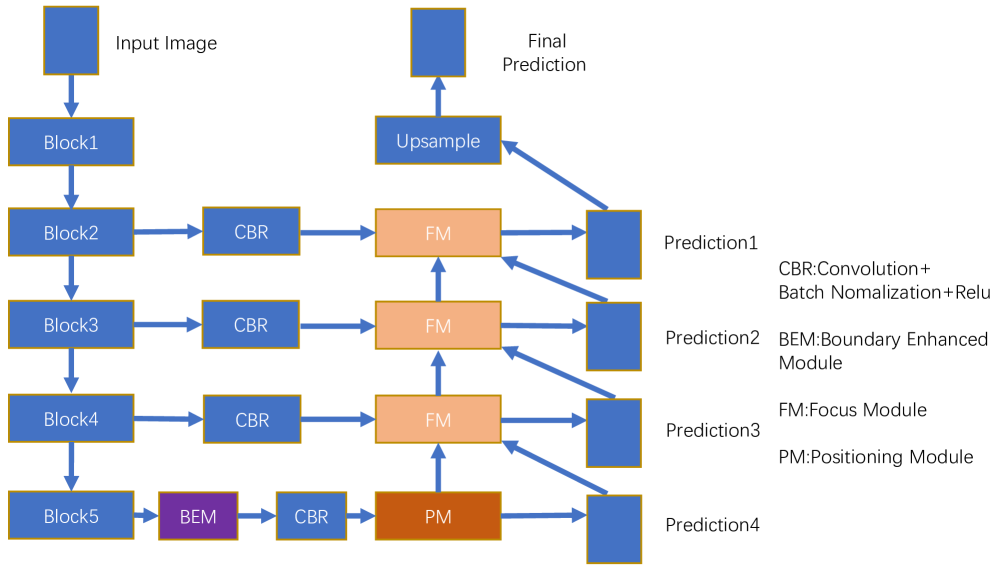 Input Image
Final
Prediction
Block1
Upsample
Block2
CBR
FM
Prediction1
Block3
CBR
FM
Prediction2
Block4
CBR
FM
Prediction3
Block5
BEM
CBR
PM
Prediction4
CBR:Convolution+
Batch Nomalization+Relu
BEM:Boundary Enhanced
Module
FM:Focus Module
PM:Positioning Module